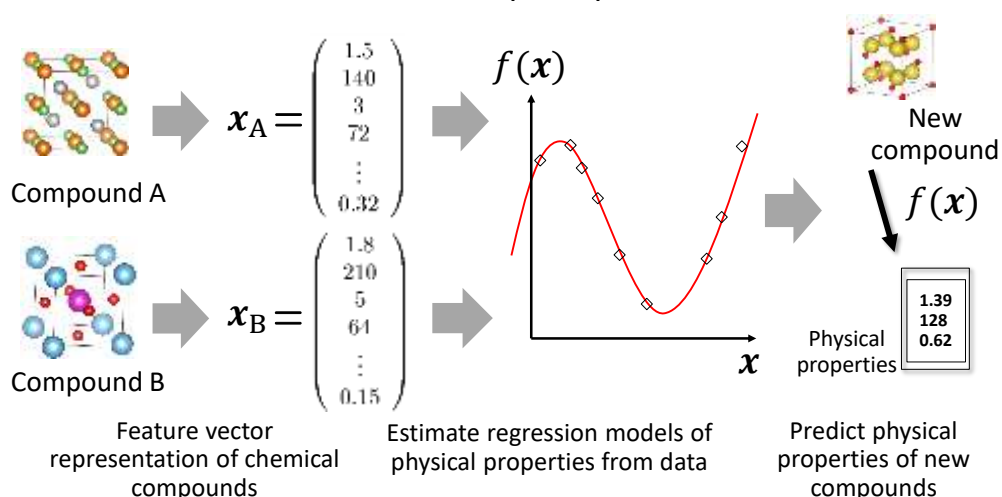 Compound A
x_A =
1.5
140
3
72
⋮
0.32
Compound B
x_B =
1.8
210
5
64
⋮
0.15
f(x)
x
New
compound
f(x)
Physical
properties
1.39
128
0.62
Feature vector
representation of chemical
compounds
Estimate regression models of
physical properties from data
Predict physical
properties of new
compounds